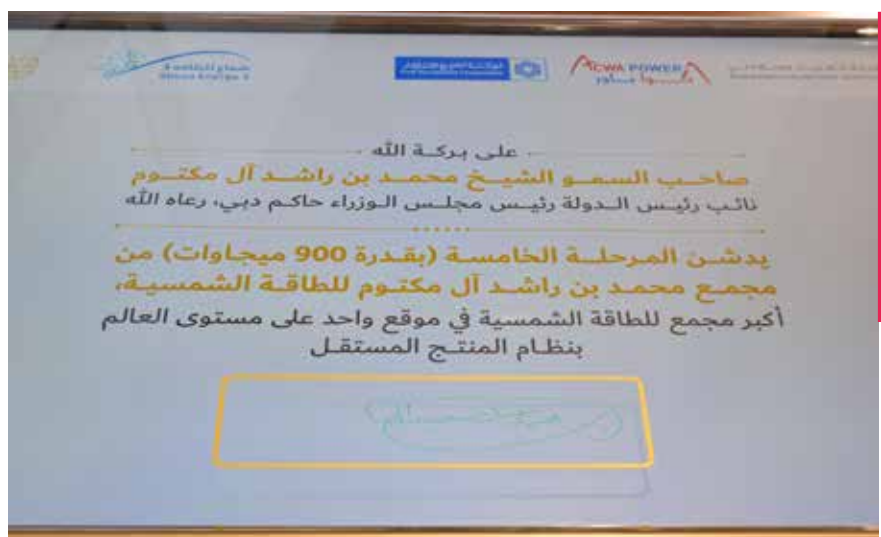 ACWA POWER
أكوا باور
على بركة الله
صاحب السمو الشيخ محمد بن راشد آل مكتوم
نائب رئيس الدولة رئيس مجلس الوزراء حاكم دبي، رعاه الله
يدشن المرحلة الخامسة (بقدرة 900 ميجاوات) من
مجمع محمد بن راشد آل مكتوم للطاقة الشمسية،
أكبر مجمع للطاقة الشمسية في موقع واحد على مستوى العالم
بنظام المنتج المستقل